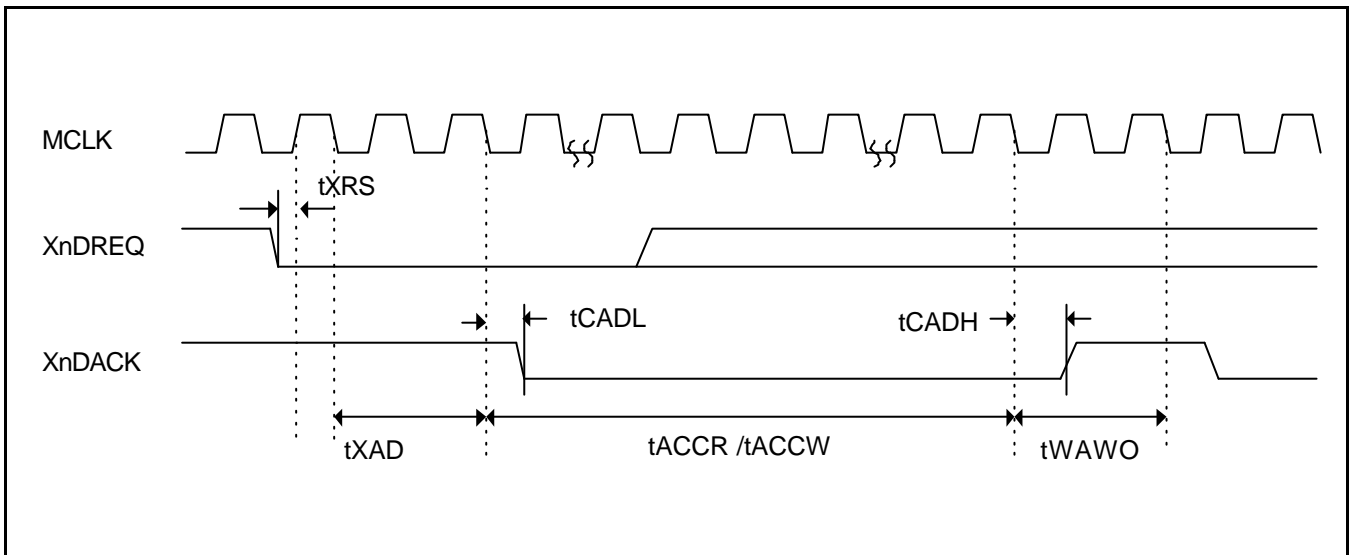 MCLK
tXRS
XnDREQ
tCADL
tCADH
XnDACK
tXAD
tACCR /tACCW
tWAWO